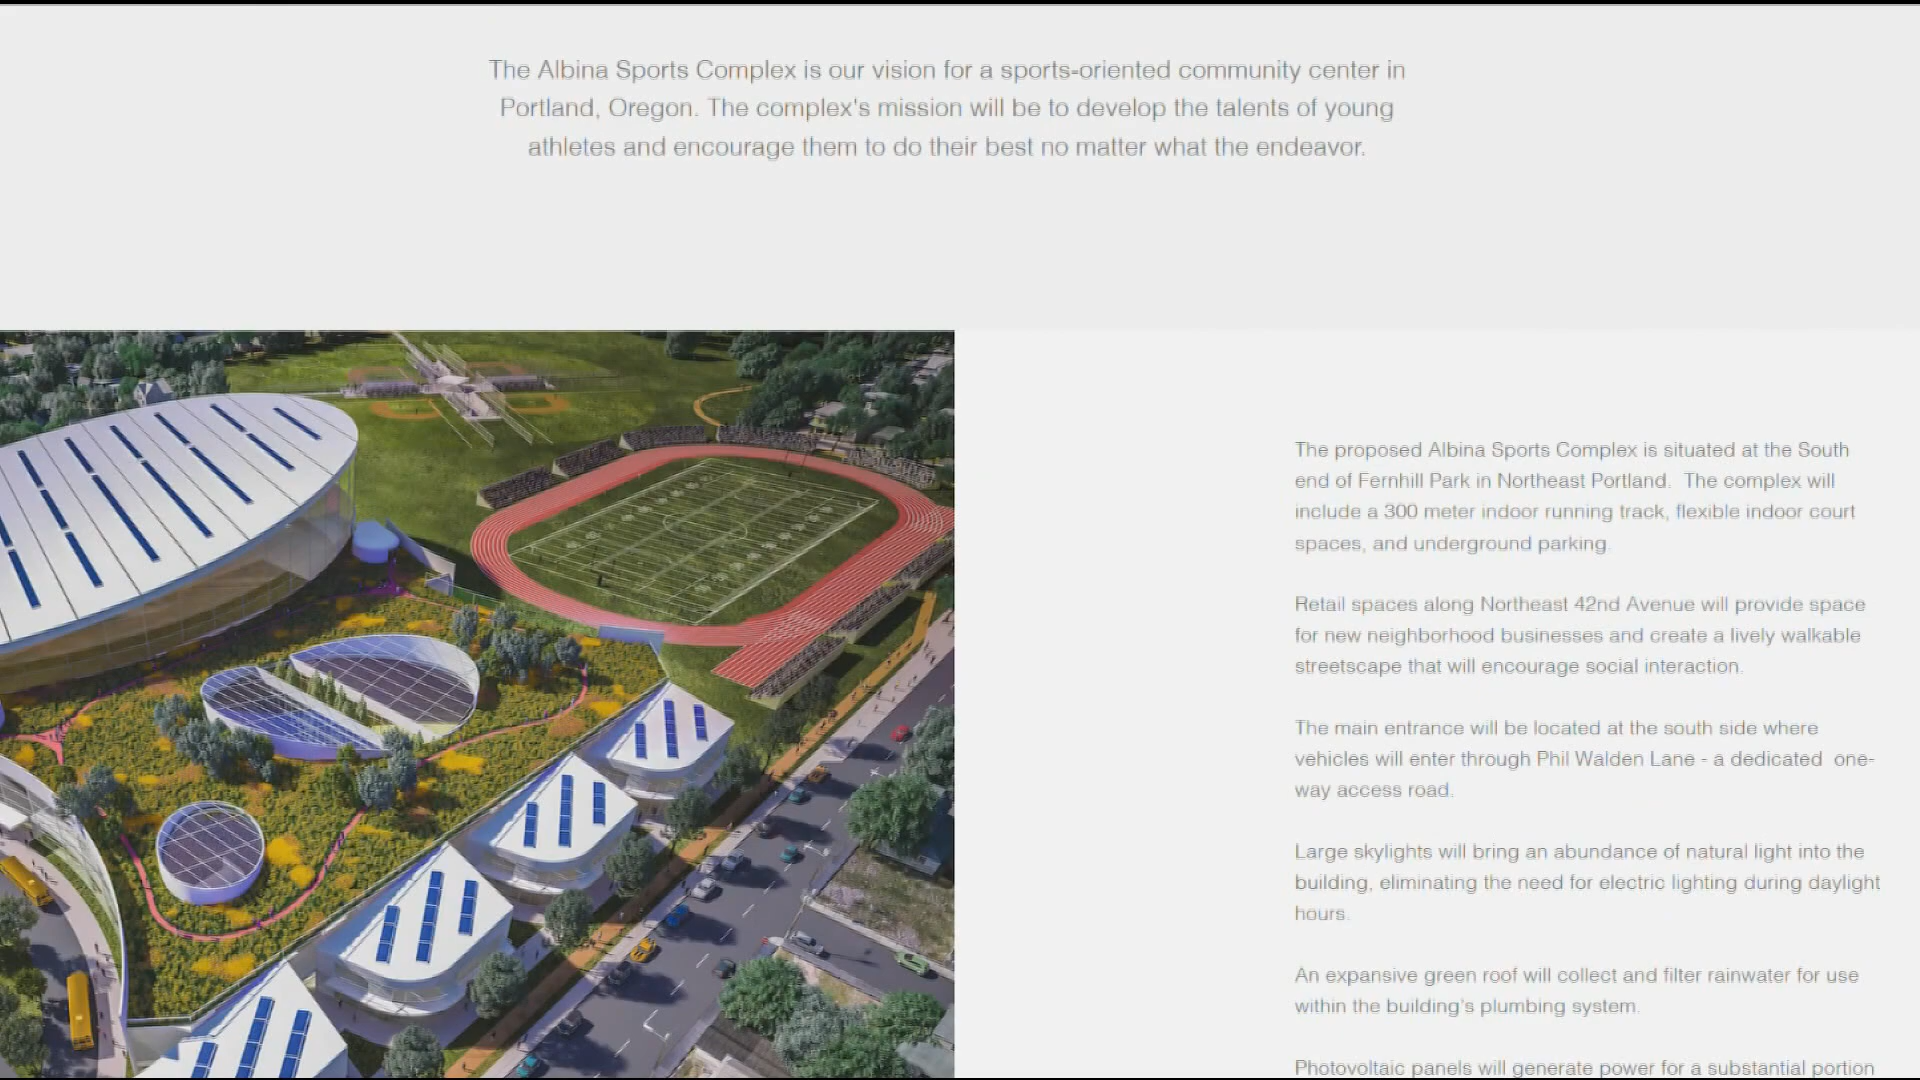 The Albina Sports Complex is our vision for a sports-oriented community center in
Portland, Oregon. The complex's mission will be to develop the talents of young
athletes and encourage them to do their best no matter what the endeavor.
The proposed Albina Sports Complex is situated at the South
end of Fernhill Park in Northeast Portland. The complex will
include a 300 meter indoor running track, flexible indoor court
spaces, and underground parking.
Retail spaces along Northeast 42nd Avenue will provide space
for new neighborhood businesses and create a lively walkable
streetscape that will encourage social interaction.
The main entrance will be located at the south side where
vehicles will enter through Phil Walden Lane - a dedicated one-
way access road.
Large skylights will bring an abundance of natural light into the
building, eliminating the need for electric lighting during daylight
hours.
An expansive green roof will collect and filter rainwater for use
within the building's plumbing system.
Photovoltaic panels will generate power for a substantial portion